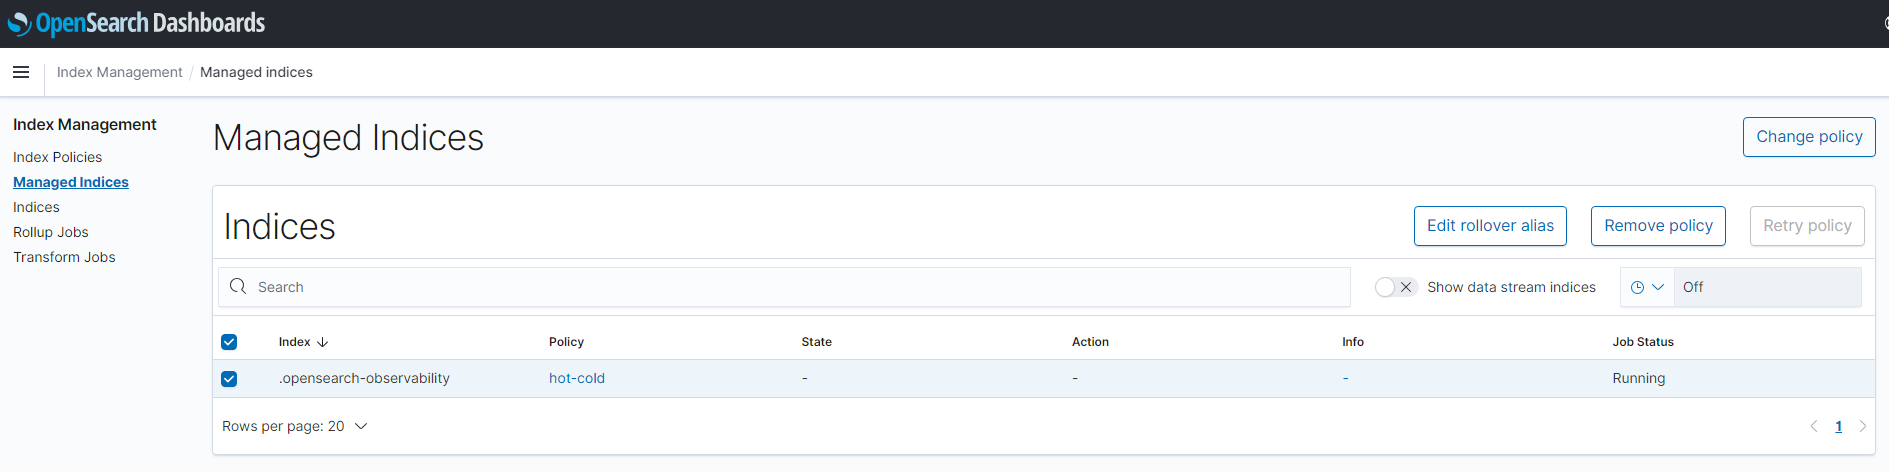 OpenSearch Dashboards
Index Management / Managed indices
Index Management
Index Policies
Managed Indices
Indices
Rollup Jobs
Transform Jobs
Managed Indices
Change policy
Indices
Edit rollover alias
Remove policy
Retry policy
Search
Show data stream indices
Off
Index Policy State Action Info Job Status
.opensearch-observability hot-cold - - - Running
Rows per page: 20
1